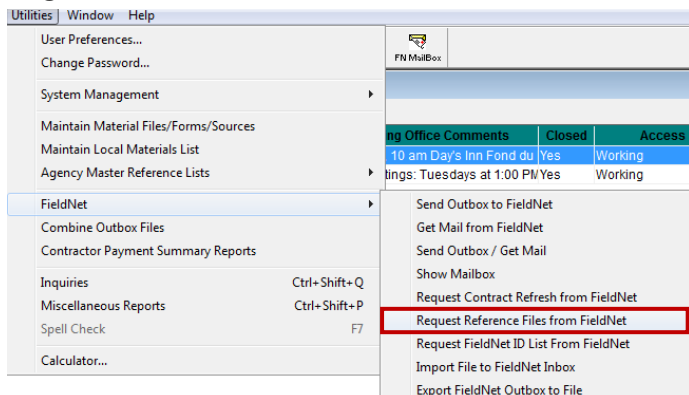 Utilities Window Help
User Preferences...
Change Password...
FN MailBox
System Management
Maintain Material Files/Forms/Sources
Maintain Local Materials List
Agency Master Reference Lists
ng Office Comments Closed Access
10 am Day's Inn Fond du Yes Working
tings: Tuesdays at 1:00 PM Yes Working
FieldNet
Combine Outbox Files
Contractor Payment Summary Reports
Inquiries Ctrl+Shift+Q
Miscellaneous Reports Ctrl+Shift+P
Spell Check F7
Calculator...
Send Outbox to FieldNet
Get Mail from FieldNet
Send Outbox / Get Mail
Show Mailbox
Request Contract Refresh from FieldNet
Request Reference Files from FieldNet
Request FieldNet ID List From FieldNet
Import File to FieldNet Inbox
Export FieldNet Outbox to File